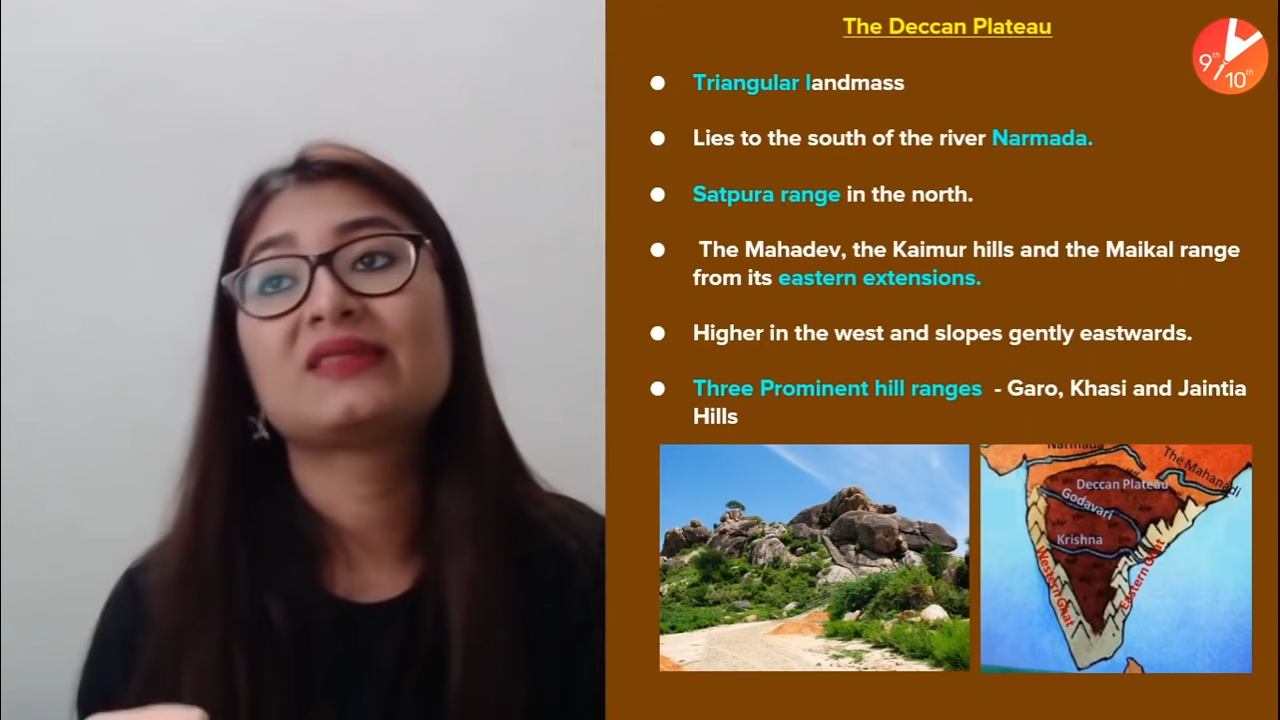 The Deccan Plateau
9th
10th
Triangular landmass
Lies to the south of the river Narmada.
Satpura range in the north.
The Mahadev, the Kaimur hills and the Maikal range
from its eastern extensions.
Higher in the west and slopes gently eastwards.
Three Prominent hill ranges - Garo, Khasi and Jaintia
Hills
Narmada
The Mahanadi
Deccan Plateau
Godavari
Krishna
Western Ghat
Eastern Ghat